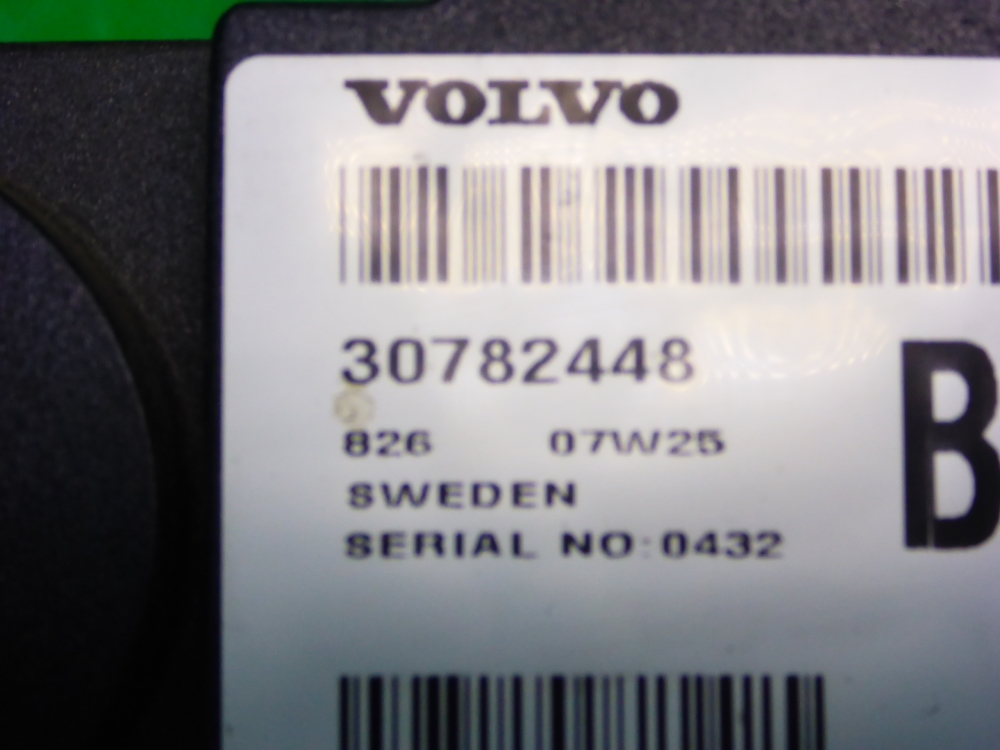 VOLVO
30782448
B
826 07W25
SWEDEN
SERIAL NO:0432